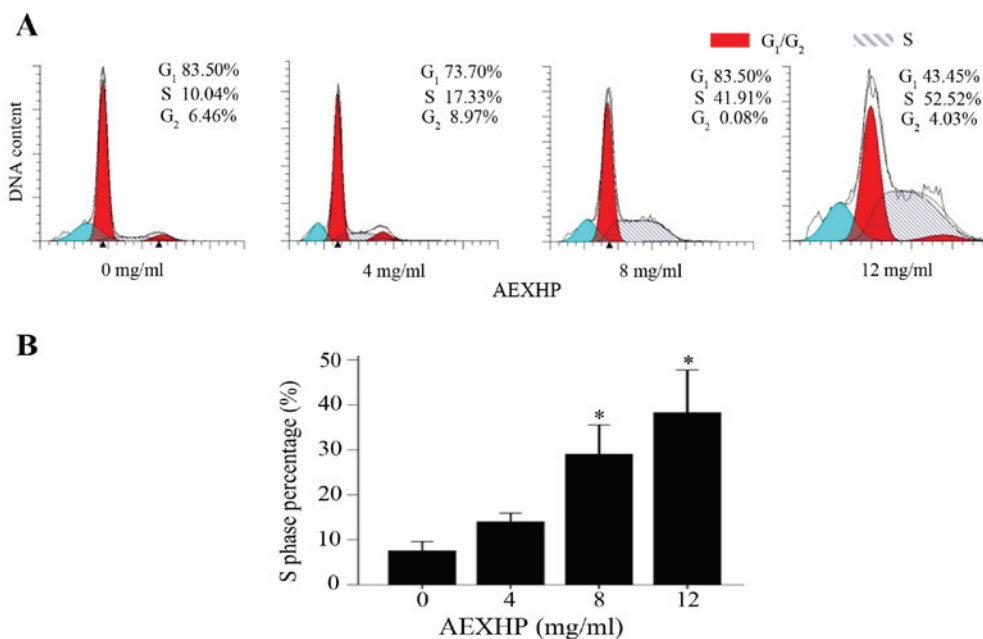 A
G₁/G₂
S
DNA content
G₁ 83.50%
S 10.04%
G₂ 6.46%
G₁ 73.70%
S 17.33%
G₂ 8.97%
G₁ 83.50%
S 41.91%
G₂ 0.08%
G₁ 43.45%
S 52.52%
G₂ 4.03%
0 mg/ml
4 mg/ml
8 mg/ml
12 mg/ml
AEXHP
B
S phase percentage (%)
50
40
30
20
10
0
*
*
0
4
8
12
AEXHP (mg/ml)